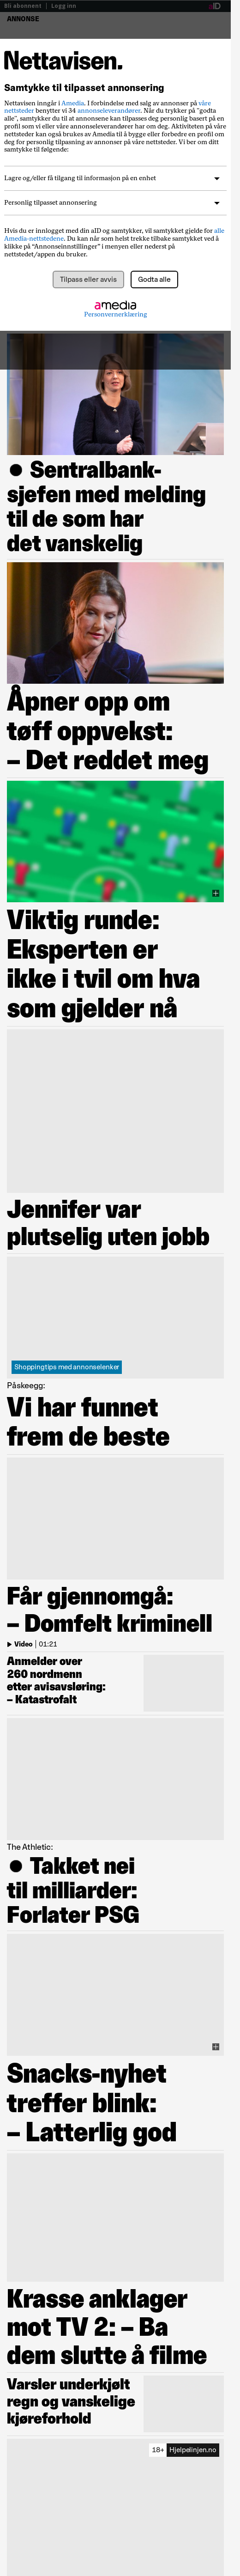 Bli abonnent | Logg inn
ANNONSE
Nettavisen.
Samtykke til tilpasset annonsering
Nettavisen inngår i Amedia. I forbindelse med salg av annonser på våre
nettsteder benytter vi 34 annonseleverandører. Når du trykker på "godta
alle", samtykker du til at annonser kan tilpasses deg personlig basert på en
profil som vi eller våre annonseleverandører har om deg. Aktiviteten på våre
nettsteder kan også brukes av Amedia til å bygge eller forbedre en profil om
deg for personlig tilpasning av annonser på våre nettsteder. Vi ber om ditt
samtykke til følgende:
Lagre og/eller få tilgang til informasjon på en enhet
Personlig tilpasset annonsering
Hvis du er innlogget med din aID og samtykker, vil samtykket gjelde for alle
Amedia-nettstedene. Du kan når som helst trekke tilbake samtykket ved å
klikke på "Annonseinnstillinger" i menyen eller nederst på
nettstedet/appen du bruker.
Tilpass eller avvis
Godta alle
amedia
Personvernerklæring
Sentralbank-
sjefen med melding
til de som har
det vanskelig
Åpner opp om
tøff oppvekst:
– Det reddet meg
Viktig runde:
Eksperten er
ikke i tvil om hva
som gjelder nå
Jennifer var
plutselig uten jobb
Shoppingtips med annonselenker
Påskeegg:
Vi har funnet
frem de beste
Får gjennomgå:
– Domfelt kriminell
Video | 01:21
Anmelder over
260 nordmenn
etter avisavsløring:
– Katastrofalt
The Athletic:
Takket nei
til milliarder:
Forlater PSG
Snacks-nyhet
treffer blink:
– Latterlig god
Krasse anklager
mot TV 2: – Ba
dem slutte å filme
Varsler underkjølt
regn og vanskelige
kjøreforhold
18+ Hjelpelinjen.no